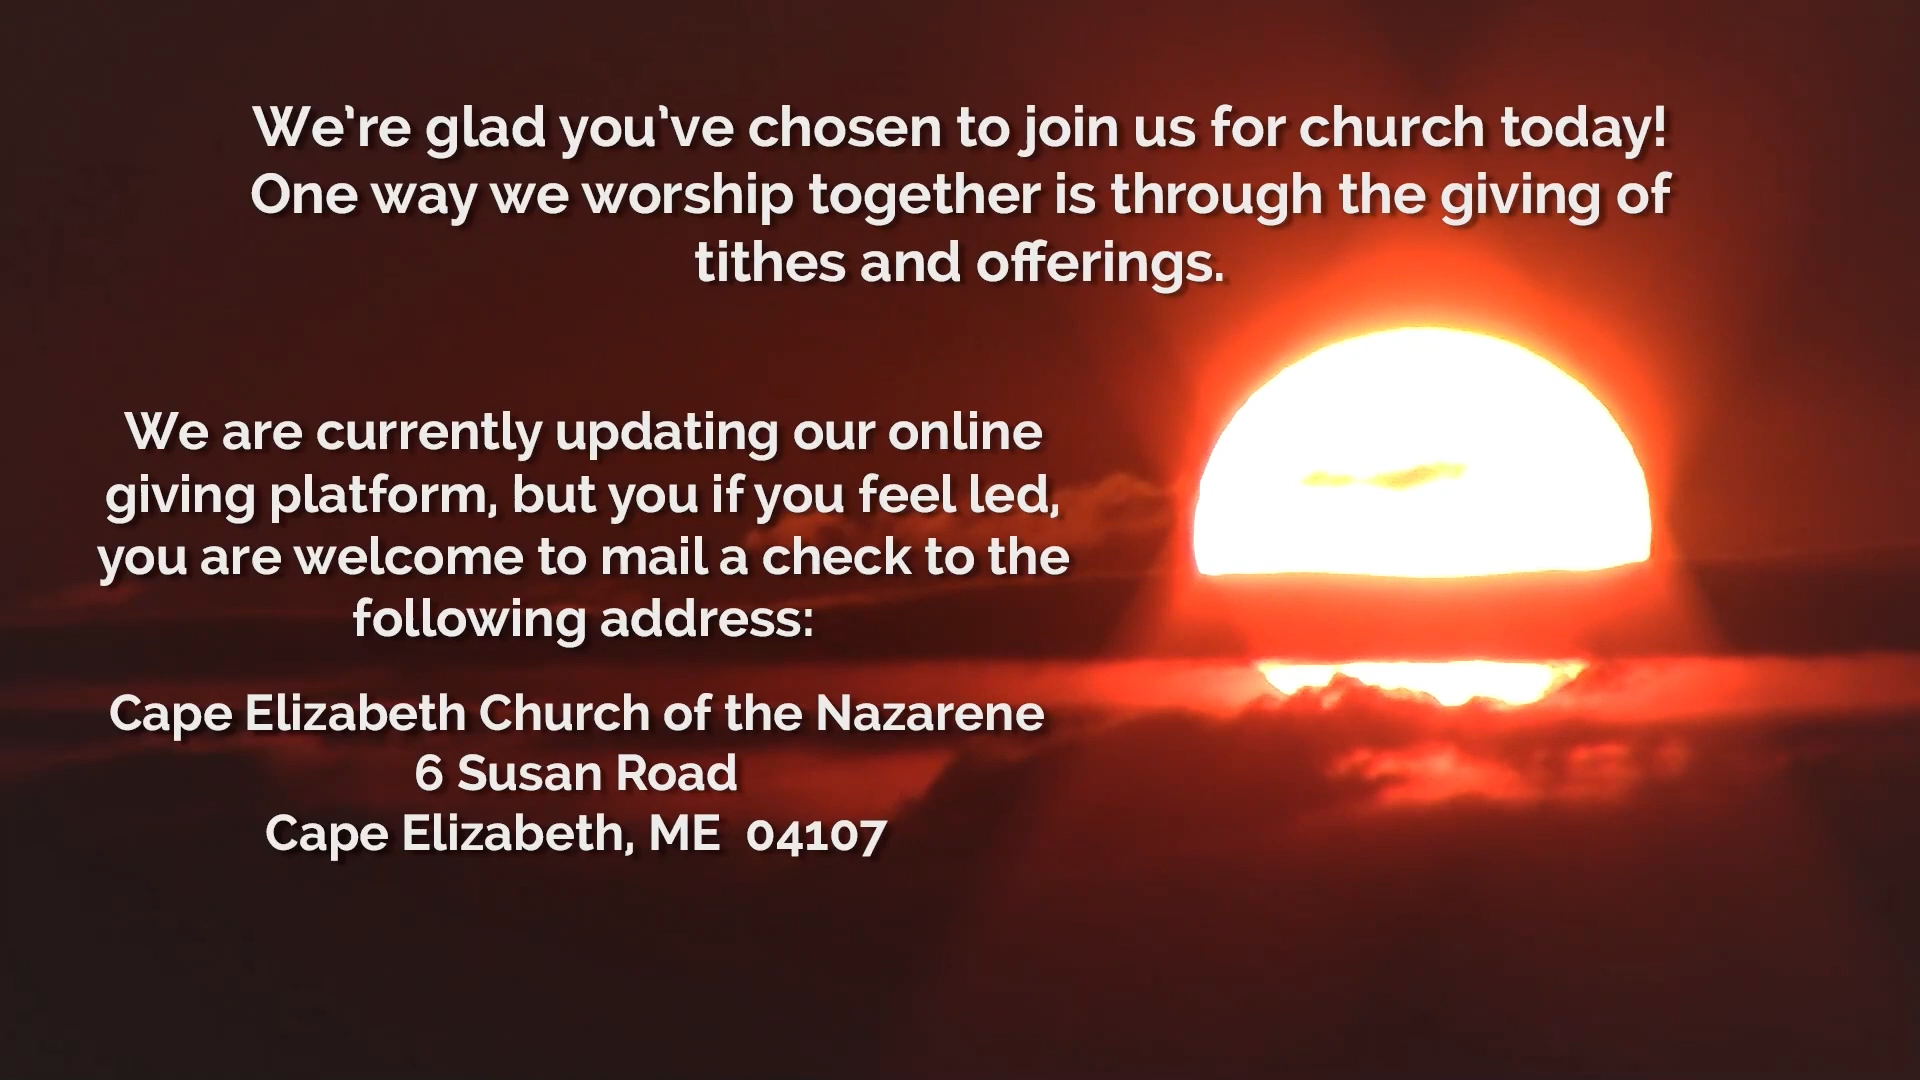 We’re glad you’ve chosen to join us for church today!
One way we worship together is through the giving of
tithes and offerings.
We are currently updating our online
giving platform, but you if you feel led,
you are welcome to mail a check to the
following address:
Cape Elizabeth Church of the Nazarene
6 Susan Road
Cape Elizabeth, ME  04107